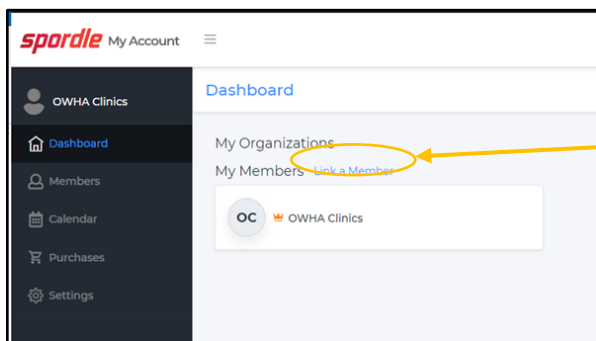 spordle My Account
OWHA Clinics
Dashboard
Members
Calendar
Purchases
Settings
Dashboard
My Organizations
My Members Link a Member
OC OWHA Clinics